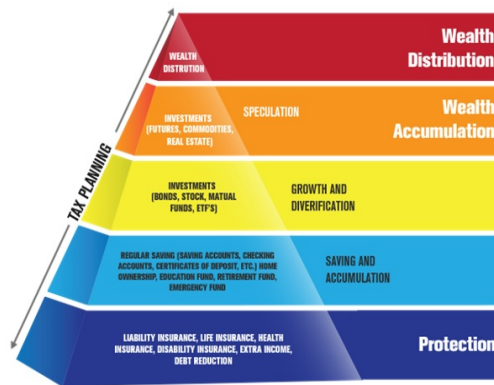 WEALTH
DISTRUTION
Wealth
Distribution
INVESTMENTS
(FUTURES, COMMODITIES,
REAL ESTATE)
SPECULATION
Wealth
Accumulation
TAX PLANNING
INVESTMENTS
(BONDS, STOCK, MATUAL
FUNDS, ETF'S)
GROWTH AND
DIVERIFICATION
REGULAR SAVING (SAVING ACCOUNTS, CHECKING
ACCOUNTS, CERTIFICATES OF DEPOSIT, ETC.) HOME
OWNERSHIP, EDUCATION FUND, RETIREMENT FUND,
EMERGENCY FUND
SAVING AND
ACCUMULATION
LIABILITY INSURANCE, LIFE INSURANCE, HEALTH
INSURANCE, DISABILITY INSURANCE, EXTRA INCOME,
DEBT REDUCTION
Protection